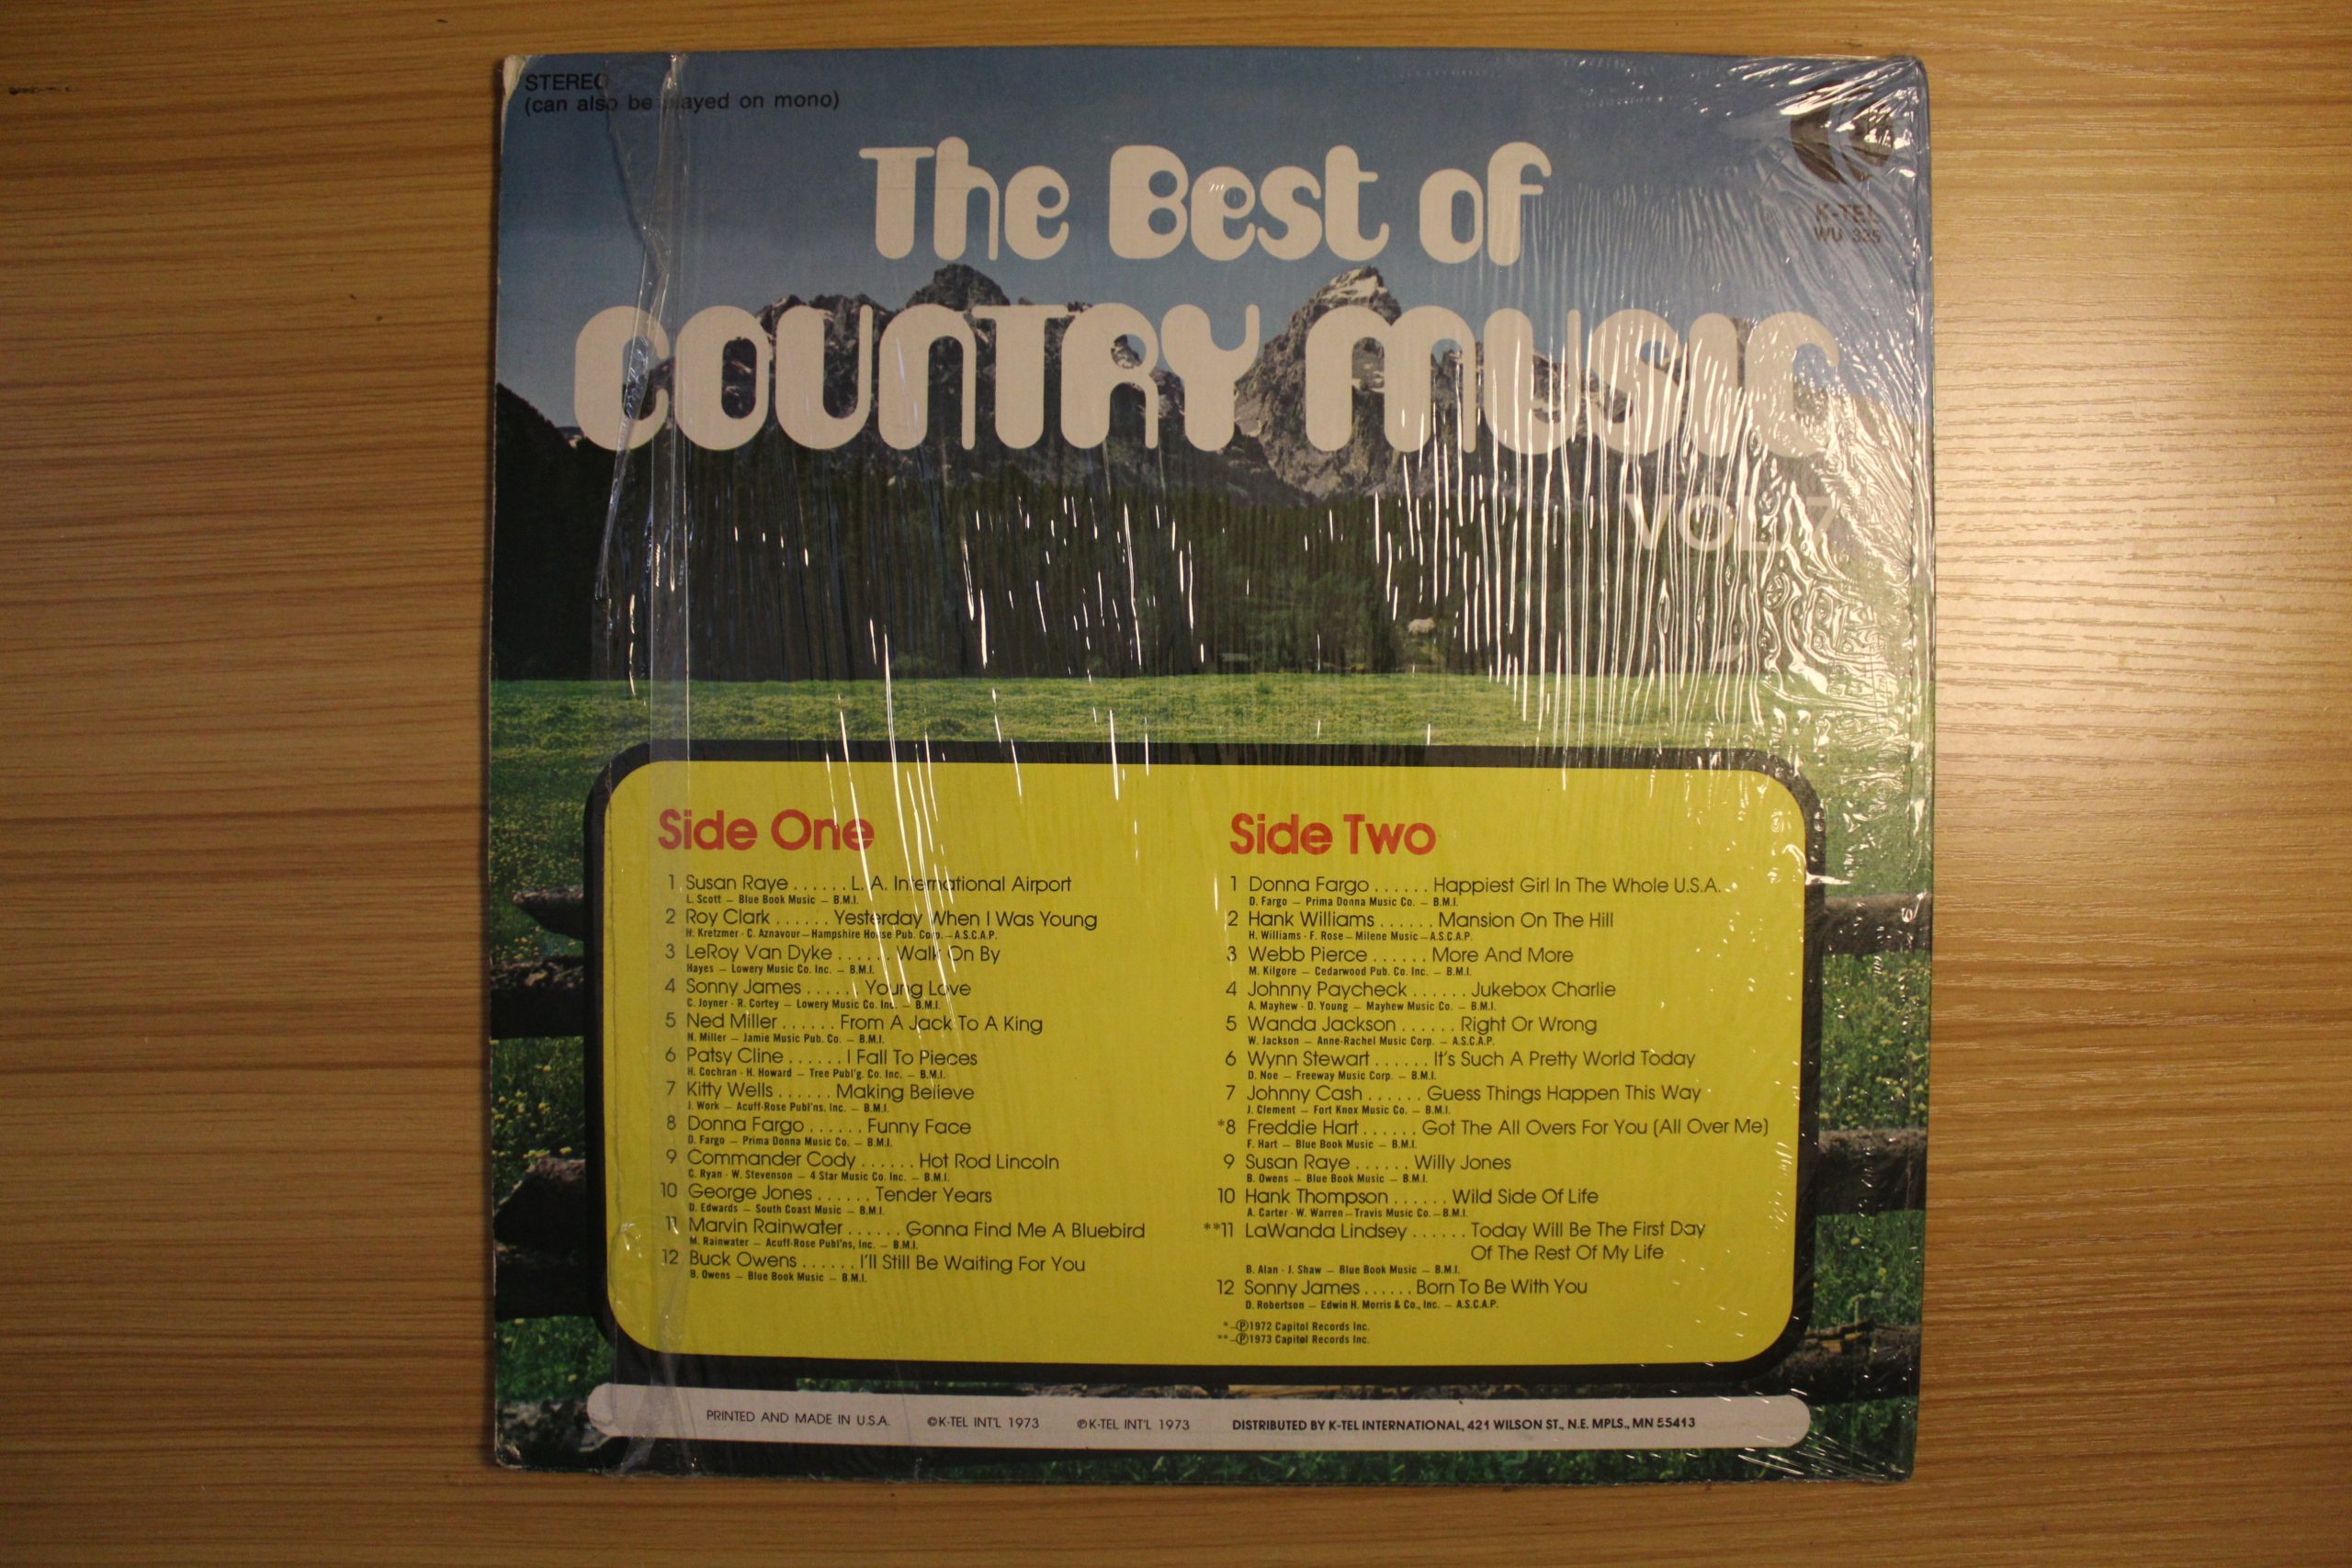 STEREO
(can also be played on mono)
K-TEL
WU 335
The Best of
COUNTRY MUSIC
VOL. 7
Side One
1 Susan Raye ...... L. A. International Airport
L. Scott — Blue Book Music — B.M.I.
2 Roy Clark ...... Yesterday When I Was Young
H. Kretzmer - C. Aznavour — Hampshire House Pub. Corp. — A.S.C.A.P.
3 LeRoy Van Dyke ...... Walk On By
Hayes — Lowery Music Co. Inc. — B.M.I.
4 Sonny James ...... Young Love
C. Joyner - R. Cortey — Lowery Music Co. Inc. — B.M.I.
5 Ned Miller ...... From A Jack To A King
N. Miller — Jamie Music Pub. Co. — B.M.I.
6 Patsy Cline ...... I Fall To Pieces
H. Cochran - H. Howard — Tree Publ'g. Co. Inc. — B.M.I.
7 Kitty Wells ...... Making Believe
J. Work — Acuff-Rose Publ'ns. Inc. — B.M.I.
8 Donna Fargo ...... Funny Face
D. Fargo — Prima Donna Music Co. — B.M.I.
9 Commander Cody ...... Hot Rod Lincoln
C. Ryan - W. Stevenson — 4 Star Music Co. Inc. — B.M.I.
10 George Jones ...... Tender Years
D. Edwards — South Coast Music — B.M.I.
11 Marvin Rainwater ...... Gonna Find Me A Bluebird
M. Rainwater — Acuff-Rose Publ'ns, Inc. — B.M.I.
12 Buck Owens ...... I'll Still Be Waiting For You
B. Owens — Blue Book Music — B.M.I.
Side Two
1 Donna Fargo ...... Happiest Girl In The Whole U.S.A.
D. Fargo — Prima Donna Music Co. — B.M.I.
2 Hank Williams ...... Mansion On The Hill
H. Williams - F. Rose — Milene Music — A.S.C.A.P.
3 Webb Pierce ...... More And More
M. Kilgore — Cedarwood Pub. Co. Inc. — B.M.I.
4 Johnny Paycheck ...... Jukebox Charlie
A. Mayhew - D. Young — Mayhew Music Co. — B.M.I.
5 Wanda Jackson ...... Right Or Wrong
W. Jackson — Anne-Rachel Music Corp. — A.S.C.A.P.
6 Wynn Stewart ...... It's Such A Pretty World Today
D. Noe — Freeway Music Corp. — B.M.I.
7 Johnny Cash ...... Guess Things Happen This Way
J. Clement — Fort Knox Music Co. — B.M.I.
*8 Freddie Hart ...... Got The All Overs For You (All Over Me)
F. Hart — Blue Book Music — B.M.I.
9 Susan Raye ...... Willy Jones
B. Owens — Blue Book Music — B.M.I.
10 Hank Thompson ...... Wild Side Of Life
A. Carter - W. Warren — Travis Music Co. — B.M.I.
**11 LaWanda Lindsey ...... Today Will Be The First Day
Of The Rest Of My Life
B. Alan - J. Shaw — Blue Book Music — B.M.I.
12 Sonny James ...... Born To Be With You
D. Robertson — Edwin H. Morris & Co., Inc. — A.S.C.A.P.
* –Ⓟ1972 Capitol Records Inc.
** –Ⓟ1973 Capitol Records Inc.
PRINTED AND MADE IN U.S.A. ©K-TEL INT'L 1973 ℗K-TEL INT'L 1973 DISTRIBUTED BY K-TEL INTERNATIONAL, 421 WILSON ST., N.E. MPLS., MN 55413